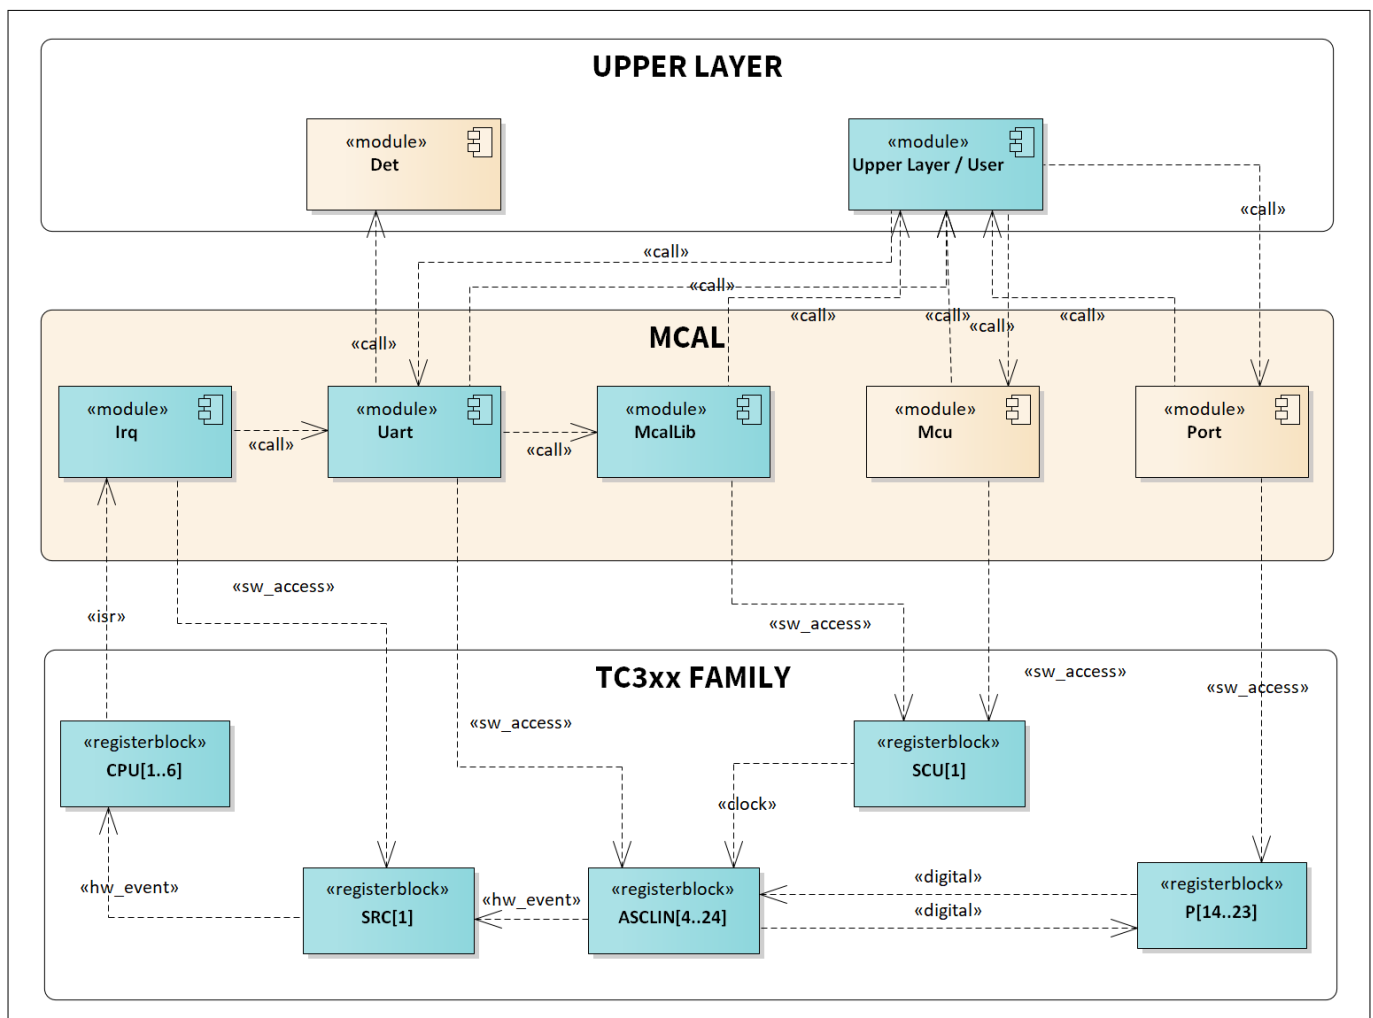 UPPER LAYER
«module»
Det
«module»
Upper Layer / User
«call»
«call»
«call»
«call»
«call»
«call»
«call»
«call»
MCAL
«module»
Irq
«call»
«module»
Uart
«call»
«module»
McalLib
«module»
Mcu
«module»
Port
«isr»
«sw_access»
«sw_access»
«sw_access»
«sw_access»
«sw_access»
TC3xx FAMILY
«registerblock»
CPU[1..6]
«registerblock»
SCU[1]
«clock»
«hw_event»
«registerblock»
SRC[1]
«hw_event»
«registerblock»
ASCLIN[4..24]
«digital»
«digital»
«registerblock»
P[14..23]